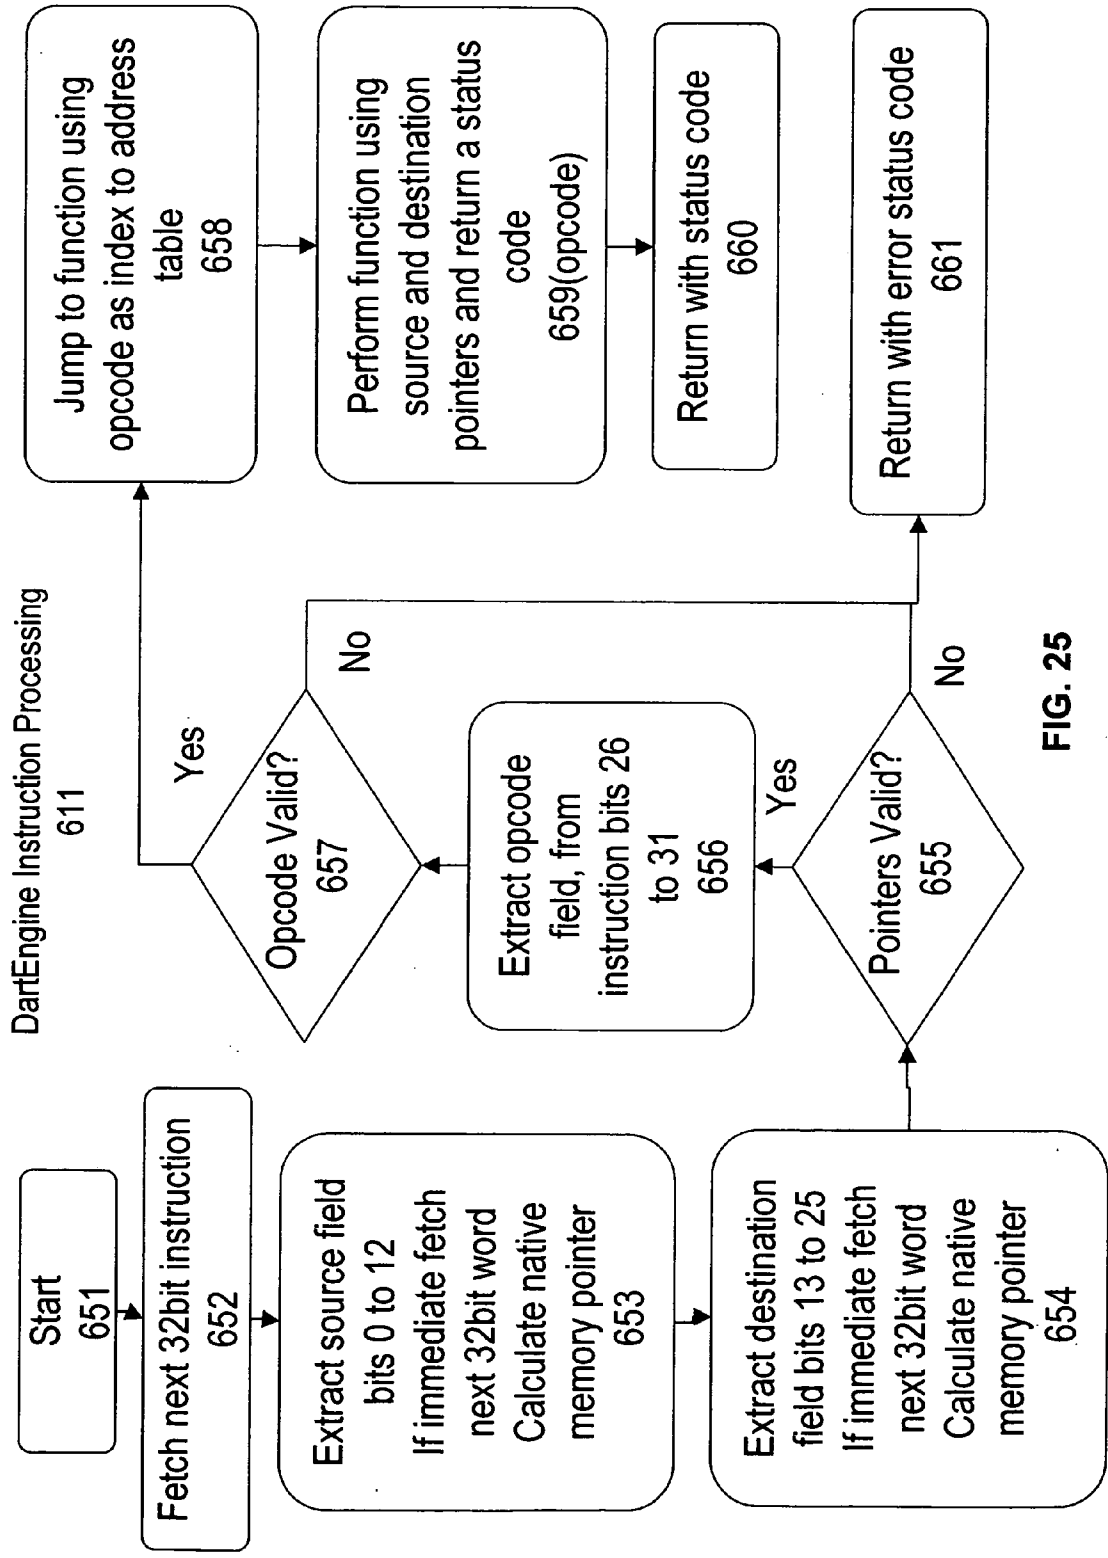 DartEngine Instruction Processing
611
Start
651
Fetch next 32bit instruction
652
Extract source field
bits 0 to 12
If immediate fetch
next 32bit word
Calculate native
memory pointer
653
Extract destination
field bits 13 to 25
If immediate fetch
next 32bit word
Calculate native
memory pointer
654
Pointers Valid?
655
Yes
No
Extract opcode
field, from
instruction bits 26
to 31
656
Opcode Valid?
657
Yes
No
Jump to function using
opcode as index to address
table
658
Perform function using
source and destination
pointers and return a status
code
659(opcode)
Return with status code
660
Return with error status code
661
FIG. 25